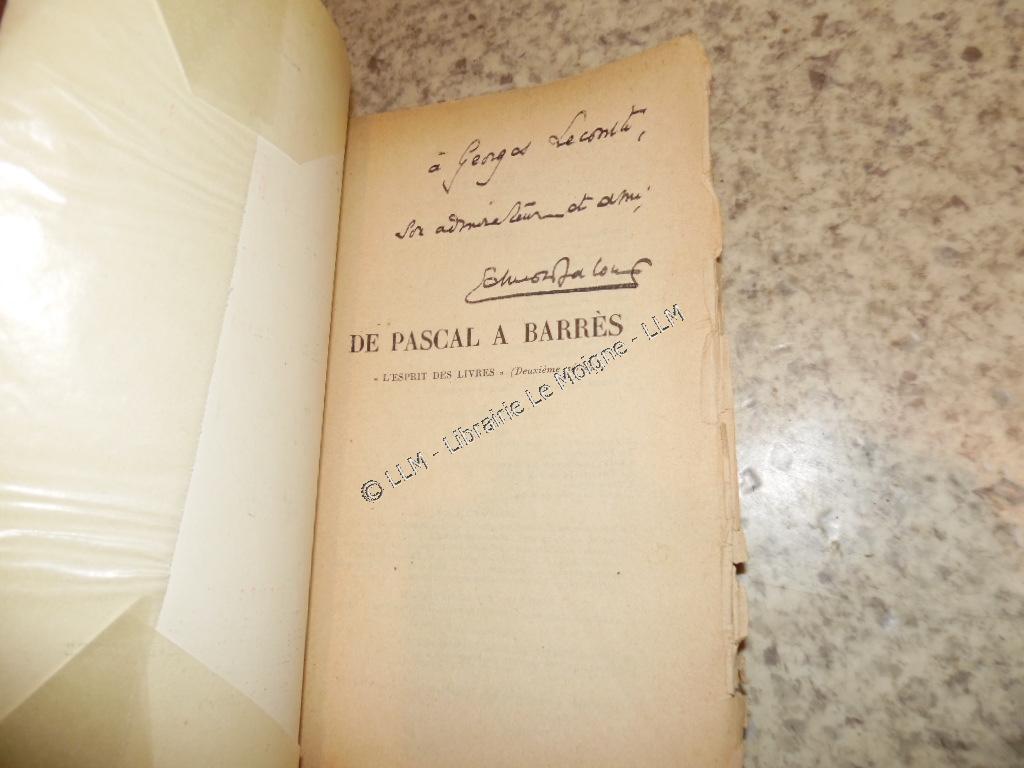 à Georges Lecomte,
son admirateur et ami,
Edmond Jaloux
DE PASCAL A BARRÈS
« L'ESPRIT DES LIVRES » (Deuxième
© LLM - Librairie Le Moigne - LLM